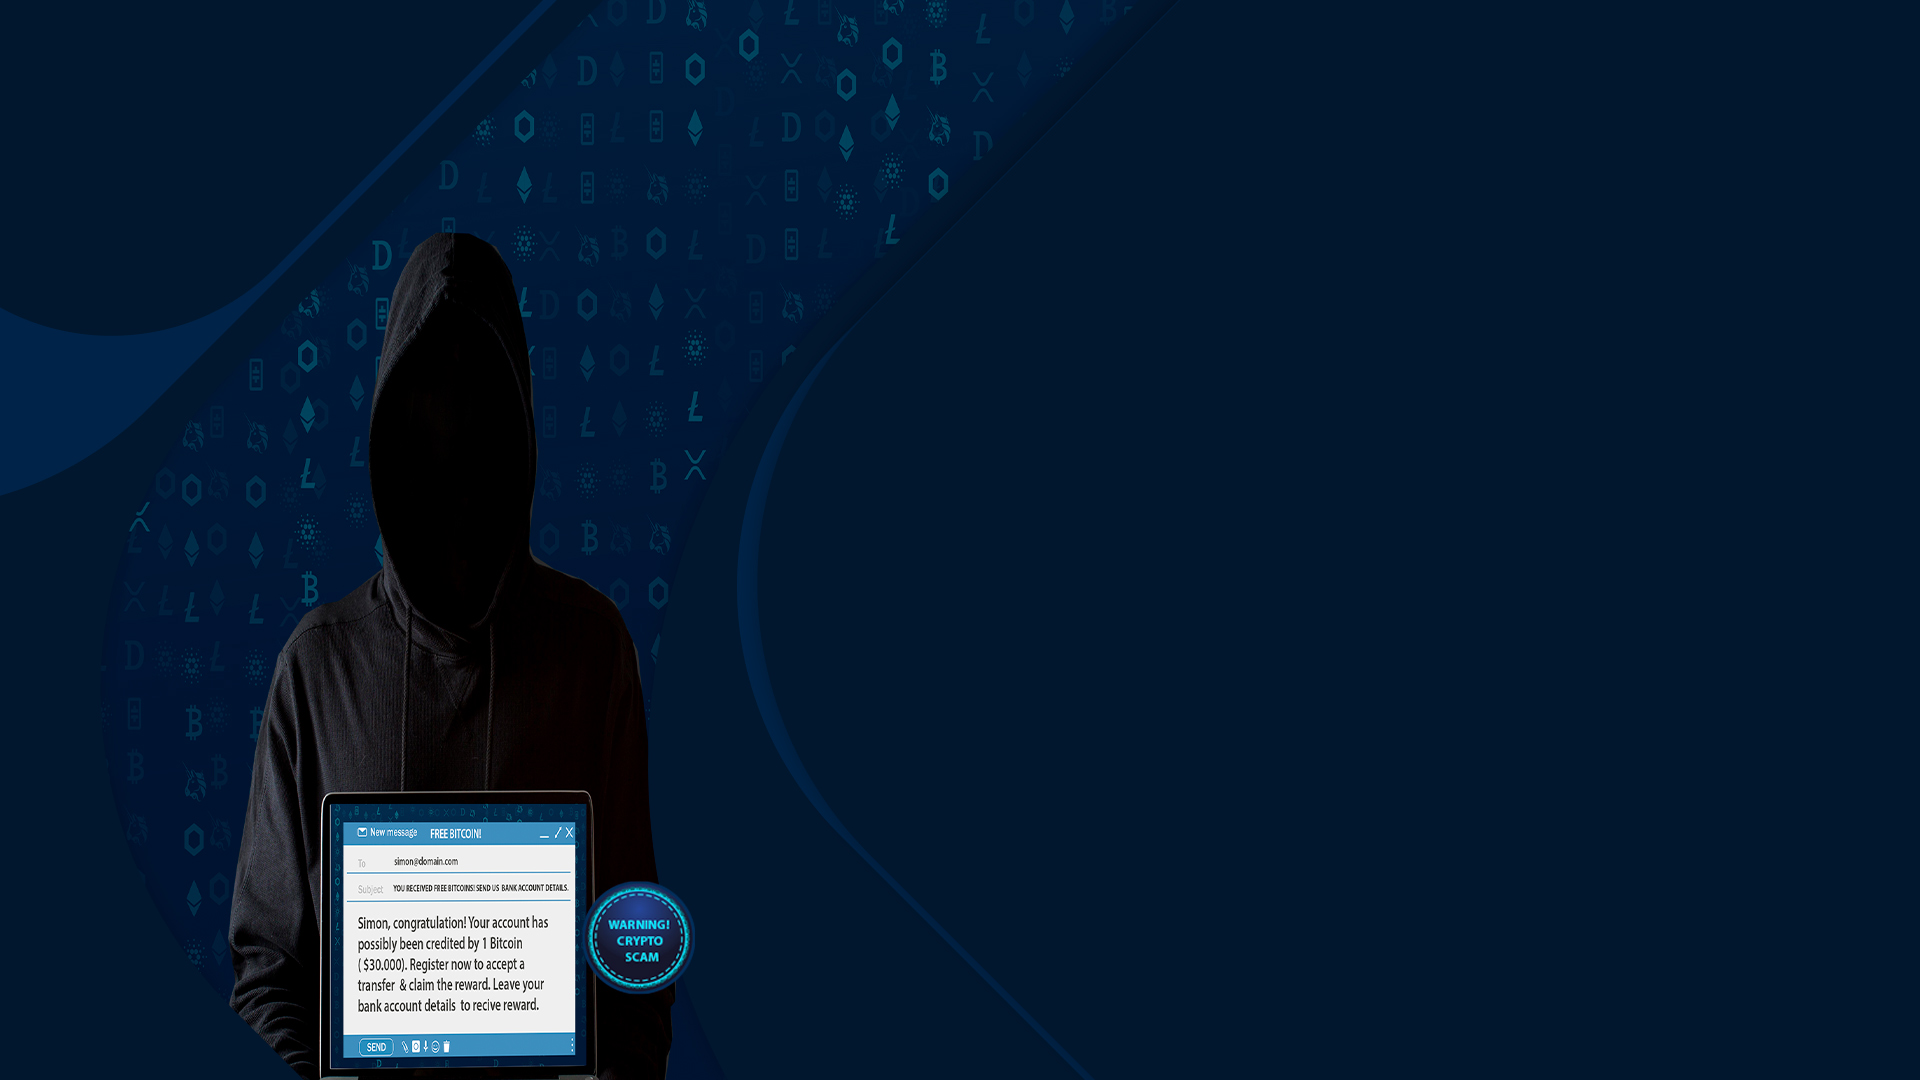 New message FREE BITCOIN!
To simon@domain.com
Subject YOU RECEIVED FREE BITCOINS! SEND US BANK ACCOUNT DETAILS.
Simon, congratulation! Your account has
possibly been credited by 1 Bitcoin
( $30.000). Register now to accept a
transfer & claim the reward. Leave your
bank account details to recive reward.
SEND
WARNING!
CRYPTO
SCAM